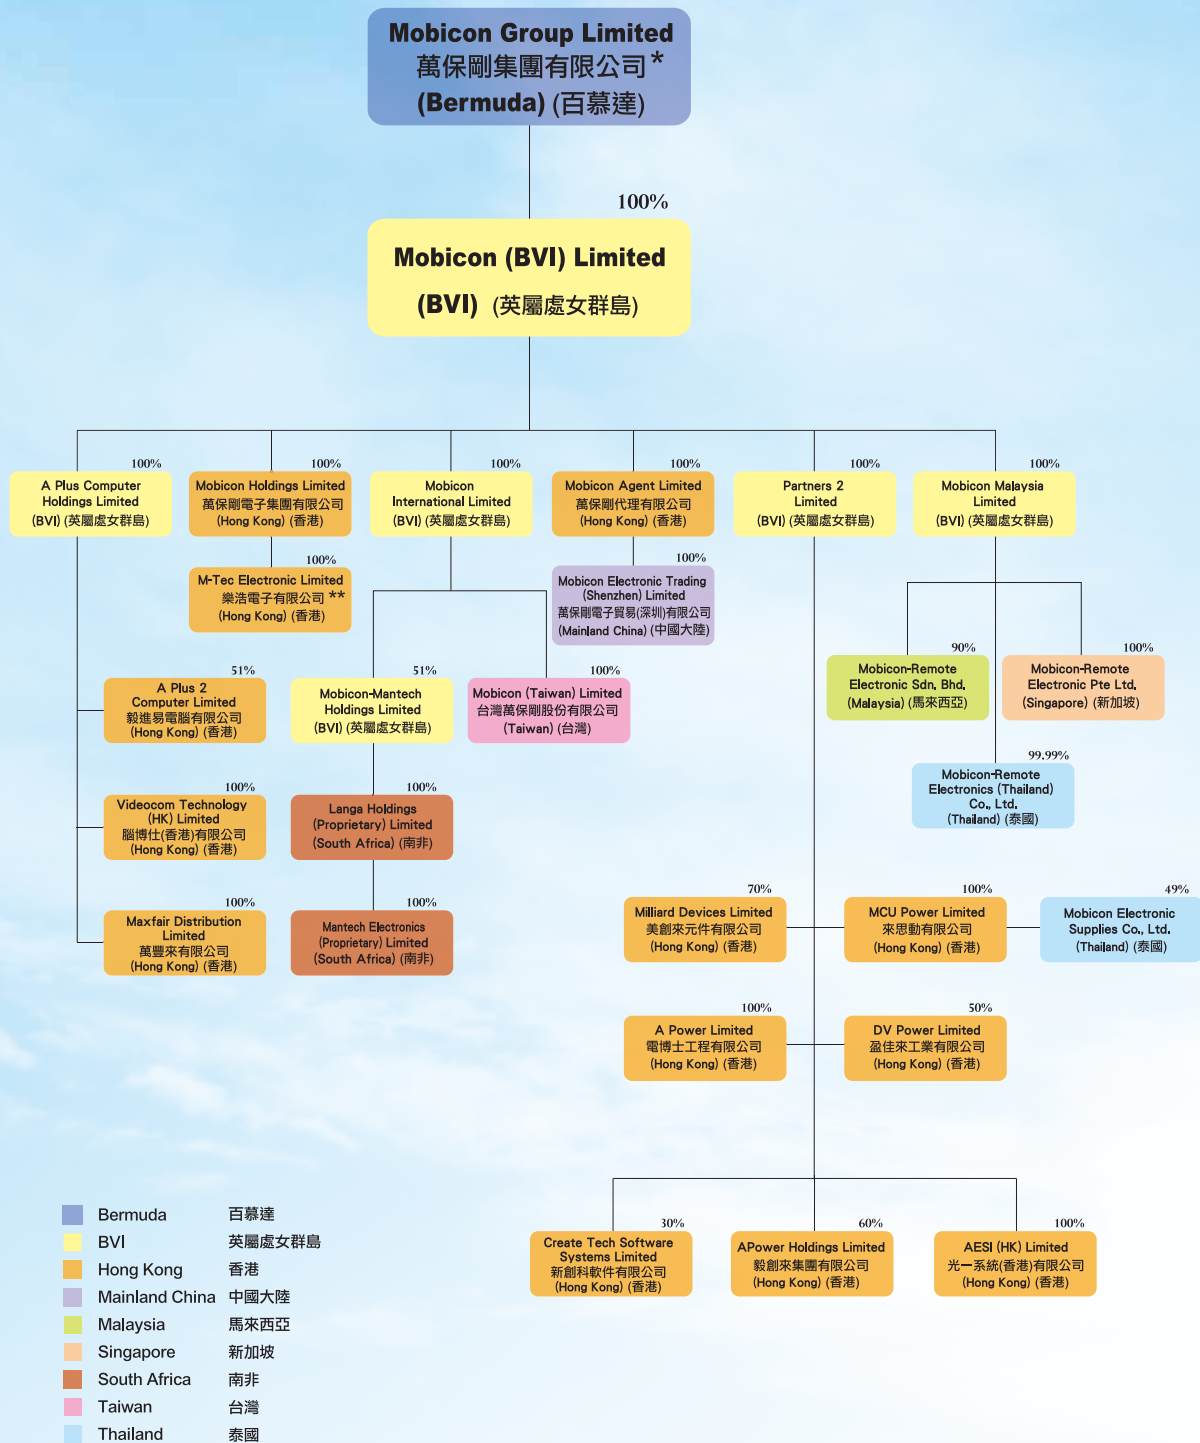 Mobicon Group Limited
萬保剛集團有限公司*
(Bermuda) (百慕達)
100%
Mobicon (BVI) Limited
(BVI) (英屬處女群島)
100%
A Plus Computer
Holdings Limited
(BVI) (英屬處女群島)
100%
Mobicon Holdings Limited
萬保剛電子集團有限公司
(Hong Kong) (香港)
100%
Mobicon
International Limited
(BVI) (英屬處女群島)
100%
Mobicon Agent Limited
萬保剛代理有限公司
(Hong Kong) (香港)
100%
Partners 2
Limited
(BVI) (英屬處女群島)
100%
Mobicon Malaysia
Limited
(BVI) (英屬處女群島)
100%
M-Tec Electronic Limited
樂浩電子有限公司**
(Hong Kong) (香港)
100%
Mobicon Electronic Trading
(Shenzhen) Limited
萬保剛電子貿易(深圳)有限公司
(Mainland China) (中國大陸)
51%
A Plus 2
Computer Limited
毅進易電腦有限公司
(Hong Kong) (香港)
51%
Mobicon-Mantech
Holdings Limited
(BVI) (英屬處女群島)
100%
Mobicon (Taiwan) Limited
台灣萬保剛股份有限公司
(Taiwan) (台灣)
90%
Mobicon-Remote
Electronic Sdn. Bhd.
(Malaysia) (馬來西亞)
100%
Mobicon-Remote
Electronic Pte Ltd.
(Singapore) (新加坡)
99.99%
Mobicon-Remote
Electronics (Thailand)
Co., Ltd.
(Thailand) (泰國)
100%
Videocom Technology
(HK) Limited
腦博仕(香港)有限公司
(Hong Kong) (香港)
100%
Langa Holdings
(Proprietary) Limited
(South Africa) (南非)
100%
Maxfair Distribution
Limited
萬豐來有限公司
(Hong Kong) (香港)
100%
Mantech Electronics
(Proprietary) Limited
(South Africa) (南非)
70%
Milliard Devices Limited
美創來元件有限公司
(Hong Kong) (香港)
100%
MCU Power Limited
來思動有限公司
(Hong Kong) (香港)
49%
Mobicon Electronic
Supplies Co., Ltd.
(Thailand) (泰國)
100%
A Power Limited
電博士工程有限公司
(Hong Kong) (香港)
50%
DV Power Limited
盈佳來工業有限公司
(Hong Kong) (香港)
30%
Create Tech Software
Systems Limited
新創科軟件有限公司
(Hong Kong) (香港)
60%
APower Holdings Limited
毅創來集團有限公司
(Hong Kong) (香港)
100%
AESI (HK) Limited
光一系統(香港)有限公司
(Hong Kong) (香港)
Bermuda 百慕達
BVI 英屬處女群島
Hong Kong 香港
Mainland China 中國大陸
Malaysia 馬來西亞
Singapore 新加坡
South Africa 南非
Taiwan 台灣
Thailand 泰國